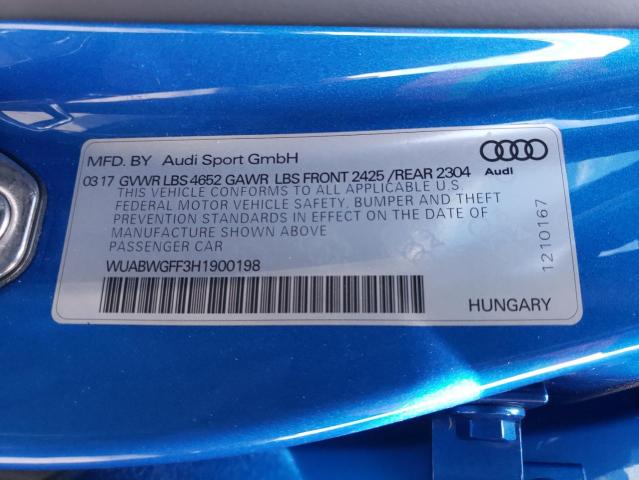 MFD. BY Audi Sport GmbH
03 17 GVWR LBS 4652 GAWR LBS FRONT 2425 /REAR 2304
Audi
THIS VEHICLE CONFORMS TO ALL APPLICABLE U.S.
FEDERAL MOTOR VEHICLE SAFETY, BUMPER AND THEFT
PREVENTION STANDARDS IN EFFECT ON THE DATE OF
MANUFACTURE SHOWN ABOVE
PASSENGER CAR
WUABWGFF3H1900198
1210167
HUNGARY